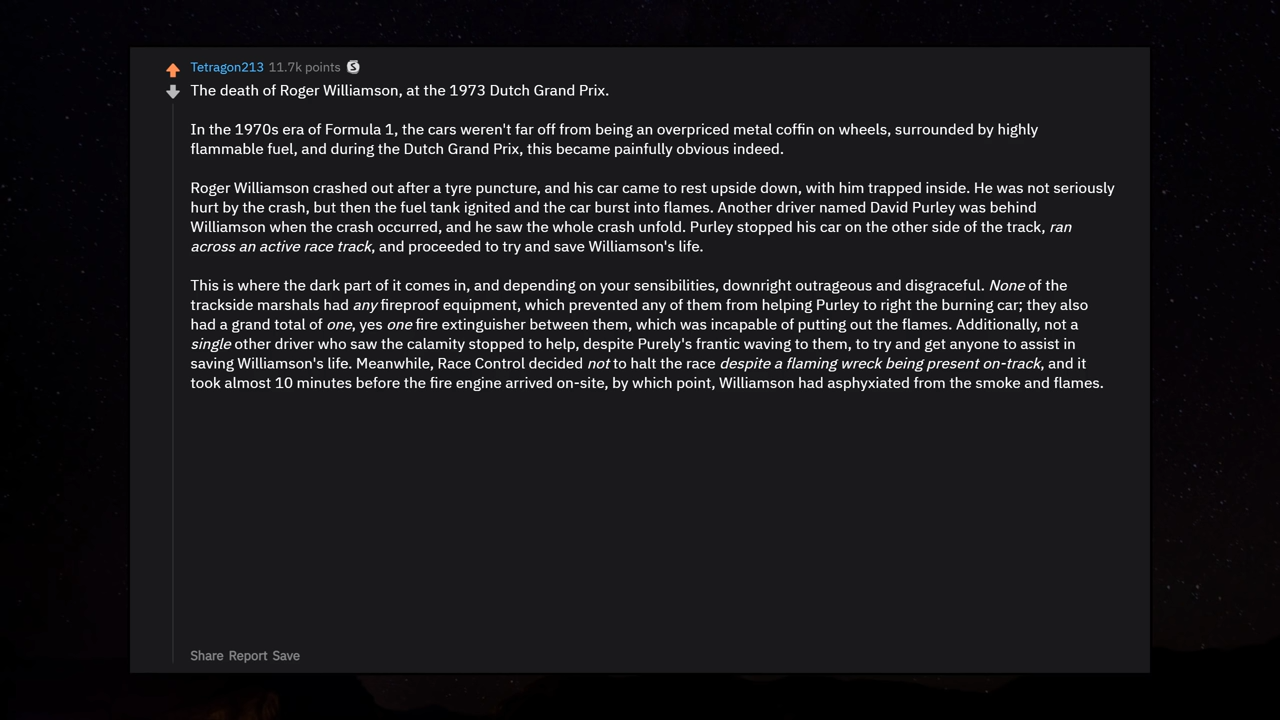 Tetragon213 11.7k points
The death of Roger Williamson, at the 1973 Dutch Grand Prix.
In the 1970s era of Formula 1, the cars weren't far off from being an overpriced metal coffin on wheels, surrounded by highly
flammable fuel, and during the Dutch Grand Prix, this became painfully obvious indeed.
Roger Williamson crashed out after a tyre puncture, and his car came to rest upside down, with him trapped inside. He was not seriously
hurt by the crash, but then the fuel tank ignited and the car burst into flames. Another driver named David Purley was behind
Williamson when the crash occurred, and he saw the whole crash unfold. Purley stopped his car on the other side of the track, ran
across an active race track, and proceeded to try and save Williamson's life.
This is where the dark part of it comes in, and depending on your sensibilities, downright outrageous and disgraceful. None of the
trackside marshals had any fireproof equipment, which prevented any of them from helping Purley to right the burning car; they also
had a grand total of one, yes one fire extinguisher between them, which was incapable of putting out the flames. Additionally, not a
single other driver who saw the calamity stopped to help, despite Purely's frantic waving to them, to try and get anyone to assist in
saving Williamson's life. Meanwhile, Race Control decided not to halt the race despite a flaming wreck being present on-track, and it
took almost 10 minutes before the fire engine arrived on-site, by which point, Williamson had asphyxiated from the smoke and flames.
Share Report Save